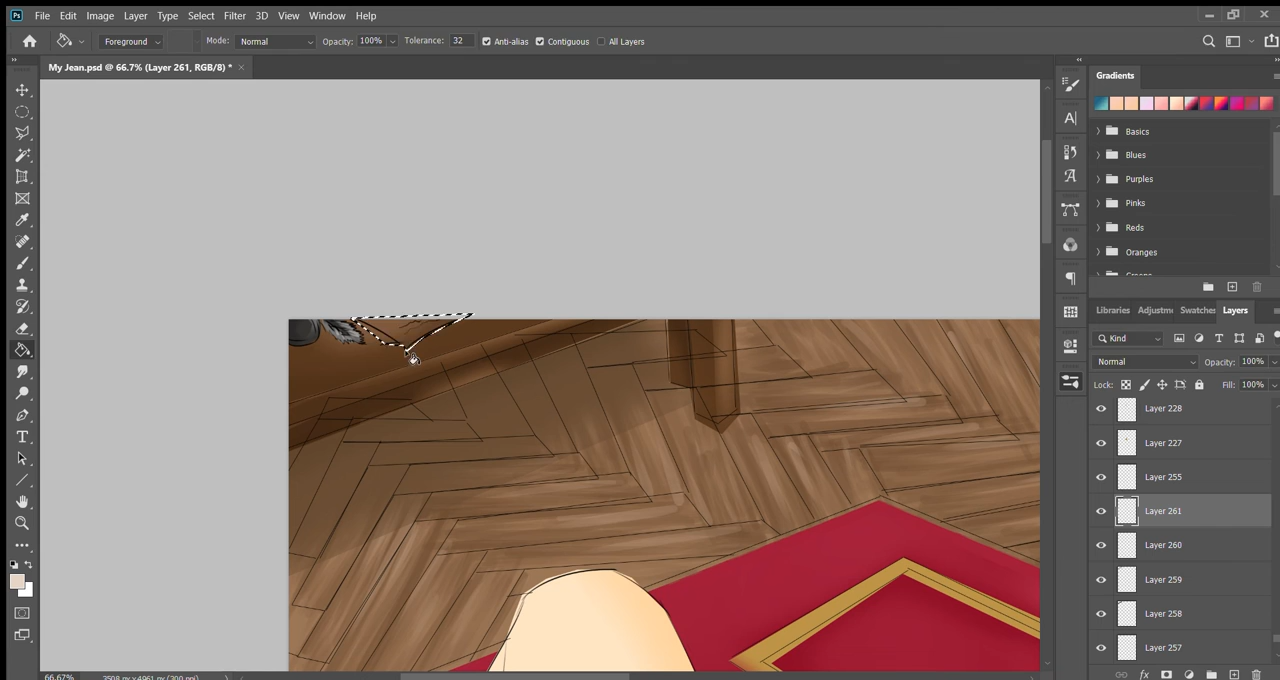 Ps File Edit Image Layer Type Select Filter 3D View Window Help
Foreground Mode: Normal Opacity: 100% Tolerance: 32 Anti-alias Contiguous All Layers
My Jean.psd @ 66.7% (Layer 261, RGB/8) *
Gradients
Basics
Blues
Purples
Pinks
Reds
Oranges
Libraries Adjustm Swatches Layers
Kind
Normal Opacity: 100%
Lock: Fill: 100%
Layer 228
Layer 227
Layer 255
Layer 261
Layer 260
Layer 259
Layer 258
Layer 257
66.67%